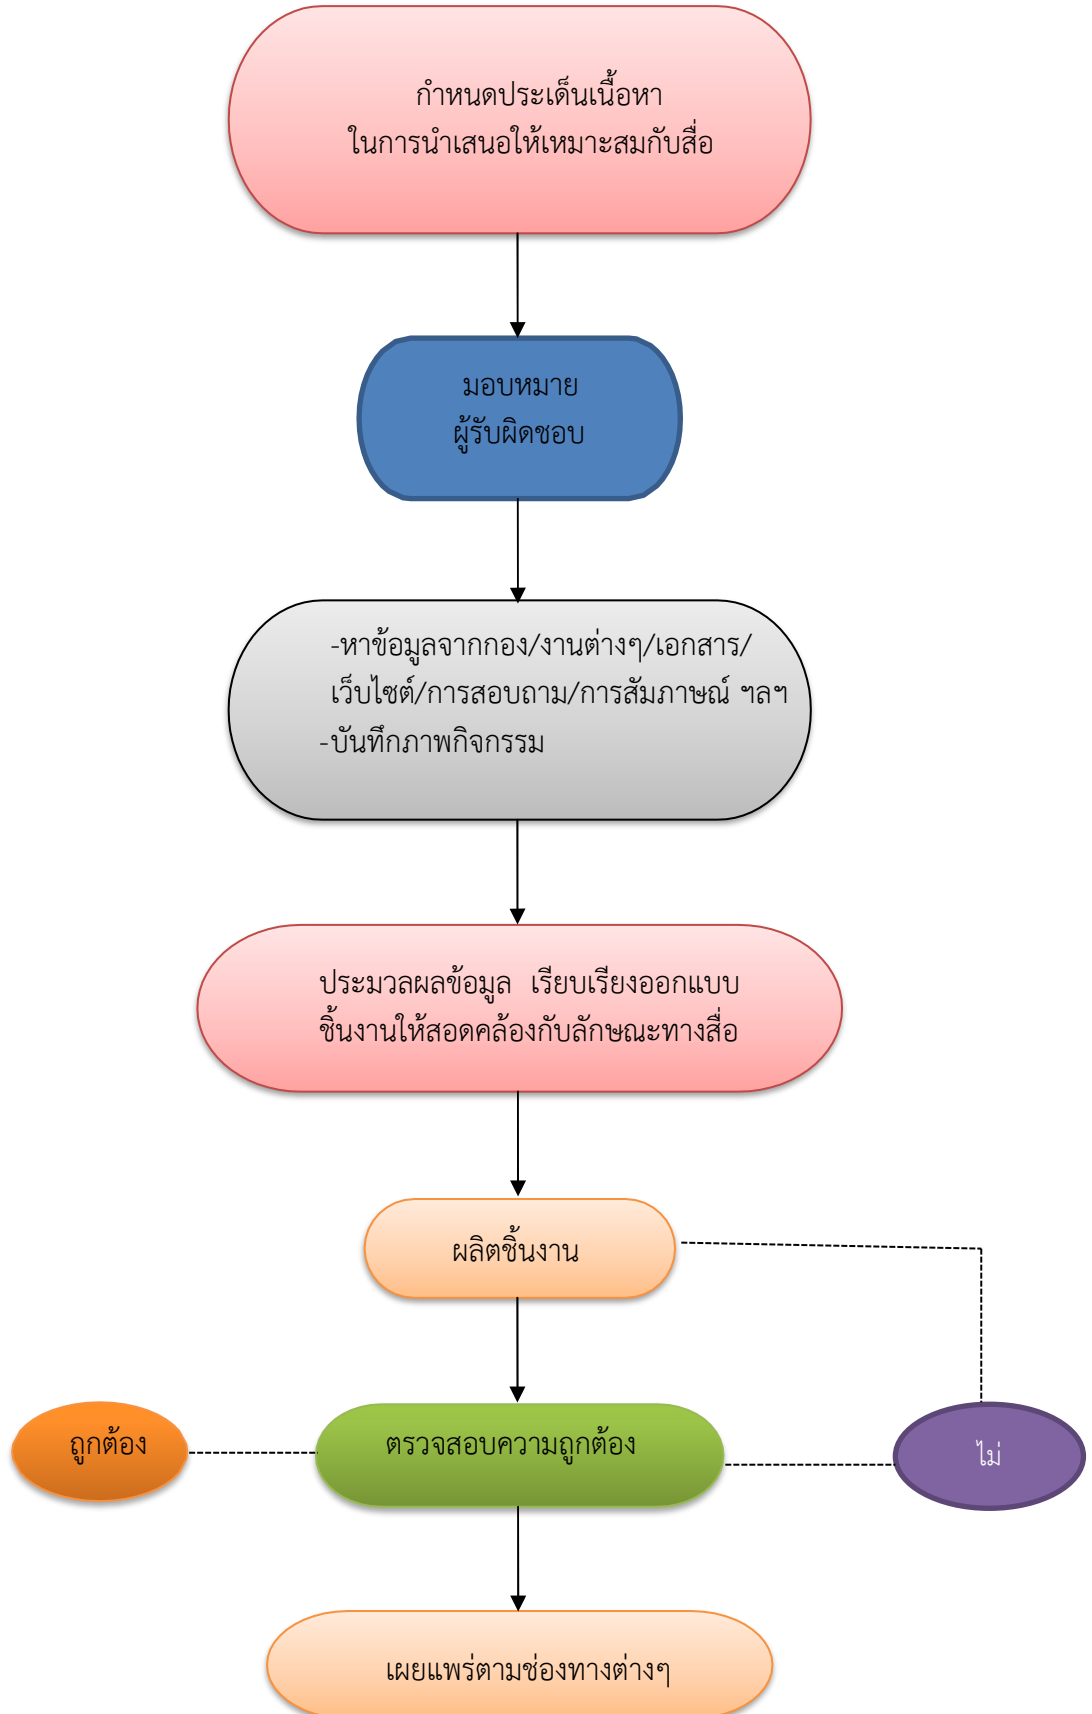 กำหนดประเด็นเนื้อหา
ในการนำเสนอให้เหมาะสมกับสื่อ
มอบหมาย
ผู้รับผิดชอบ
-หาข้อมูลจากกอง/งานต่างๆ/เอกสาร/
เว็บไซต์/การสอบถาม/การสัมภาษณ์ ฯลฯ
-บันทึกภาพกิจกรรม
ประมวลผลข้อมูล เรียบเรียงออกแบบ
ชิ้นงานให้สอดคล้องกับลักษณะทางสื่อ
ผลิตชิ้นงาน
ถูกต้อง
ตรวจสอบความถูกต้อง
ไม่
เผยแพร่ตามช่องทางต่างๆ